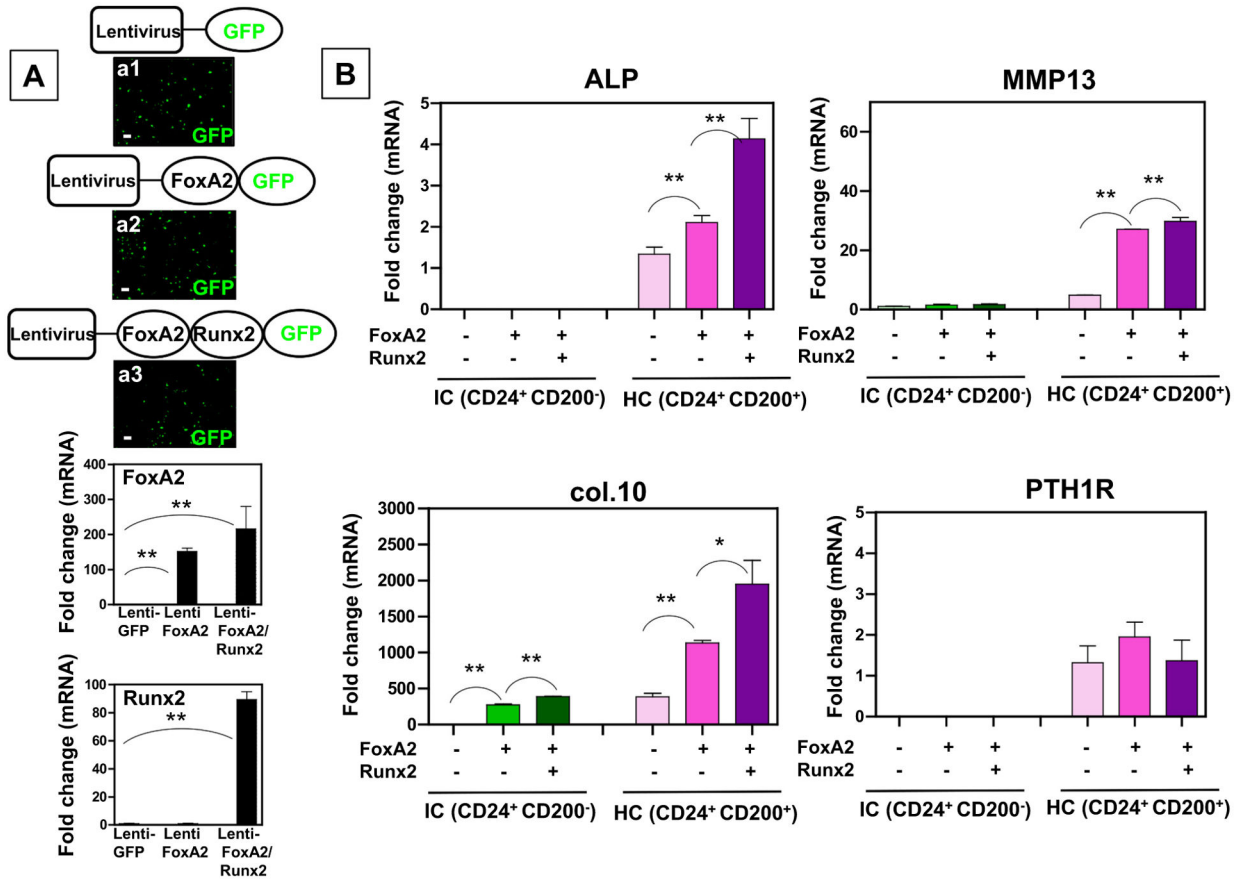 A
Lentivirus GFP
a1
GFP
Lentivirus FoxA2 GFP
a2
GFP
Lentivirus FoxA2 Runx2 GFP
a3
GFP
FoxA2
Fold change (mRNA)
400
300
200
100
0
**
**
Lenti-
GFP
Lenti
FoxA2
Lenti-
FoxA2/
Runx2
Runx2
Fold change (mRNA)
100
80
60
40
20
0
**
Lenti-
GFP
Lenti
FoxA2
Lenti-
FoxA2/
Runx2
B
ALP
Fold change (mRNA)
5
4
3
2
1
0
**
**
FoxA2 - + + - + +
Runx2 - - + - - +
IC (CD24+ CD200-) HC (CD24+ CD200+)
MMP13
Fold change (mRNA)
60
40
20
0
**
**
FoxA2 - + + - + +
Runx2 - - + - - +
IC (CD24+ CD200-) HC (CD24+ CD200+)
col.10
Fold change (mRNA)
3000
2500
2000
1500
1000
500
0
**
**
**
*
FoxA2 - + + - + +
Runx2 - - + - - +
IC (CD24+ CD200-) HC (CD24+ CD200+)
PTH1R
Fold change (mRNA)
5
4
3
2
1
0
FoxA2 - + + - + +
Runx2 - - + - - +
IC (CD24+ CD200-) HC (CD24+ CD200+)